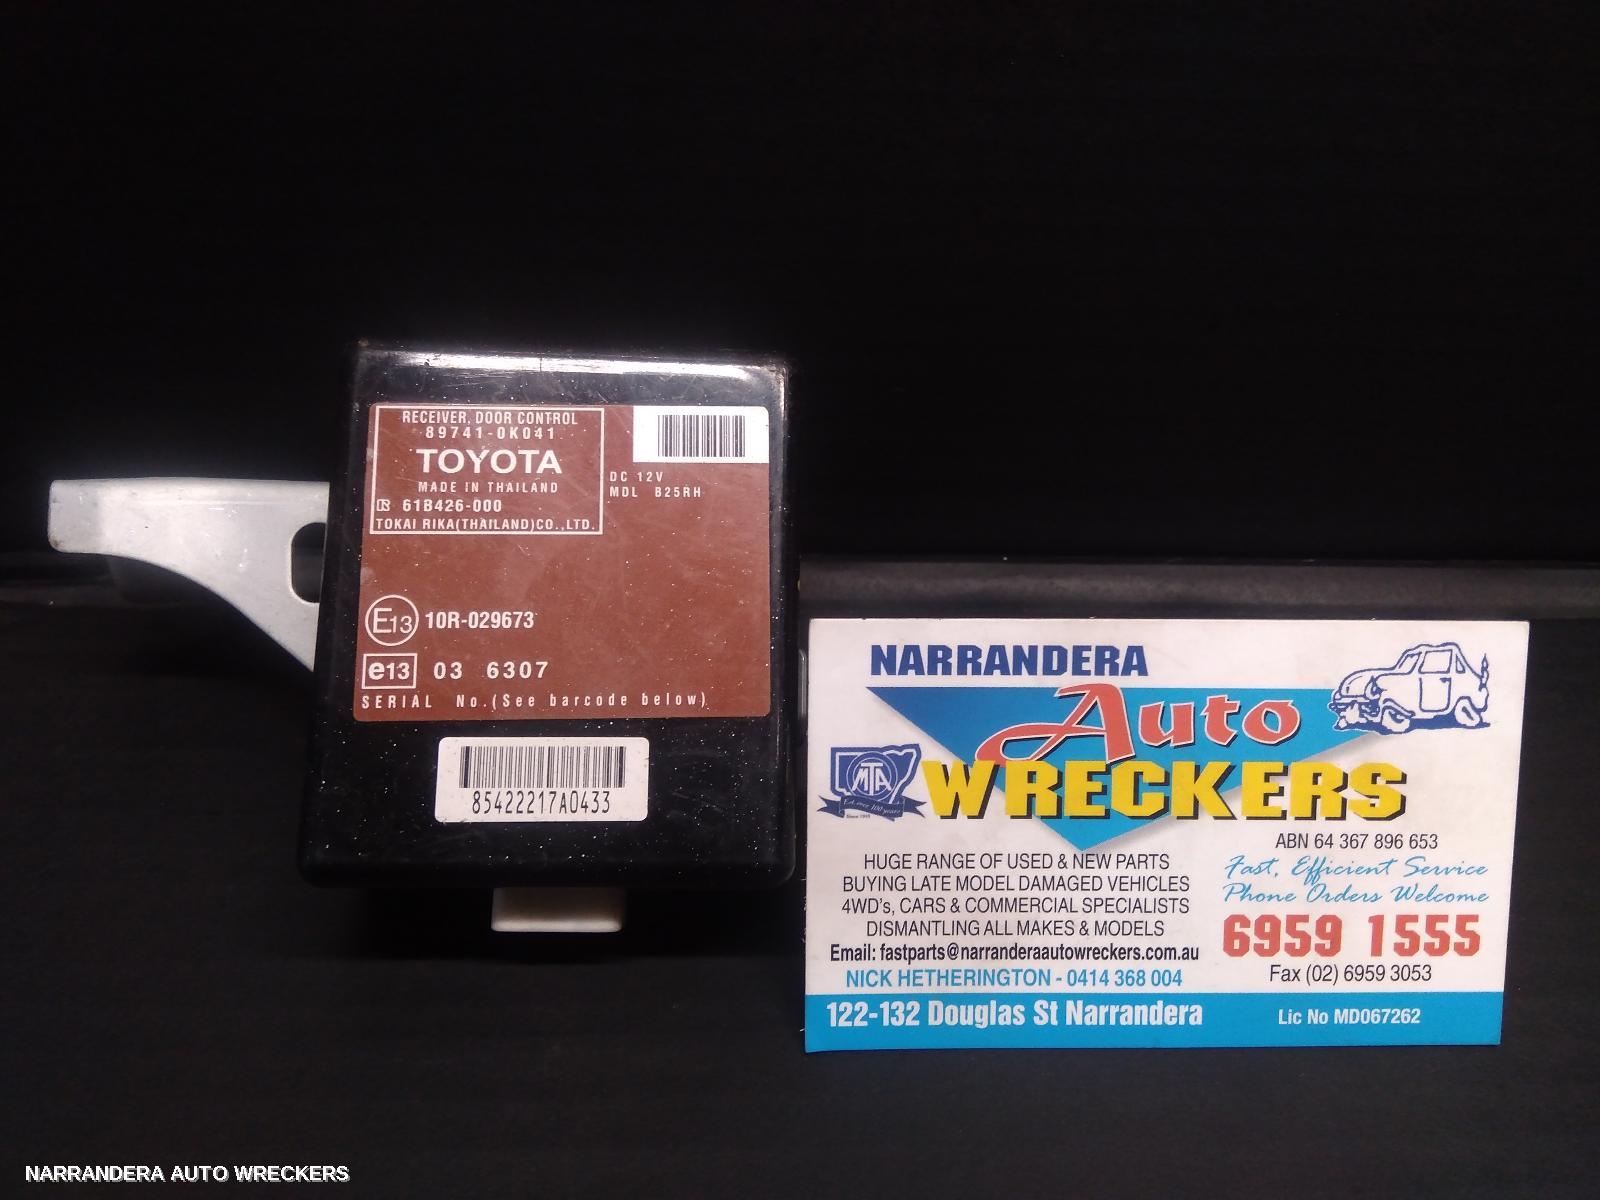 RECEIVER, DOOR CONTROL
89741-0K041
TOYOTA
MADE IN THAILAND
61B426-000
TOKAI RIKA(THAILAND)CO.,LTD.
DC 12V
MDL B25RH
E13 10R-029673
e13 03 6307
SERIAL No.(See barcode below)
85422217A0433
NARRANDERA
Auto
WRECKERS
MTA
Since 1910
ABN 64 367 896 653
HUGE RANGE OF USED & NEW PARTS
BUYING LATE MODEL DAMAGED VEHICLES
4WD's, CARS & COMMERCIAL SPECIALISTS
DISMANTLING ALL MAKES & MODELS
Email: fastparts@narranderaautowreckers.com.au
NICK HETHERINGTON - 0414 368 004
Fast, Efficient Service
Phone Orders Welcome
6959 1555
Fax (02) 6959 3053
122-132 Douglas St Narrandera
Lic No MD067262
NARRANDERA AUTO WRECKERS